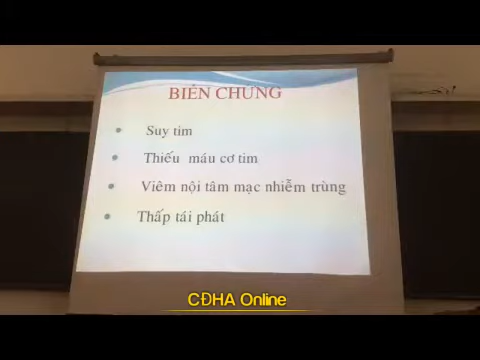 BIẾN CHỨNG
Suy tim
Thiếu máu cơ tim
Viêm nội tâm mạc nhiễm trùng
Thấp tái phát
CĐHA Online